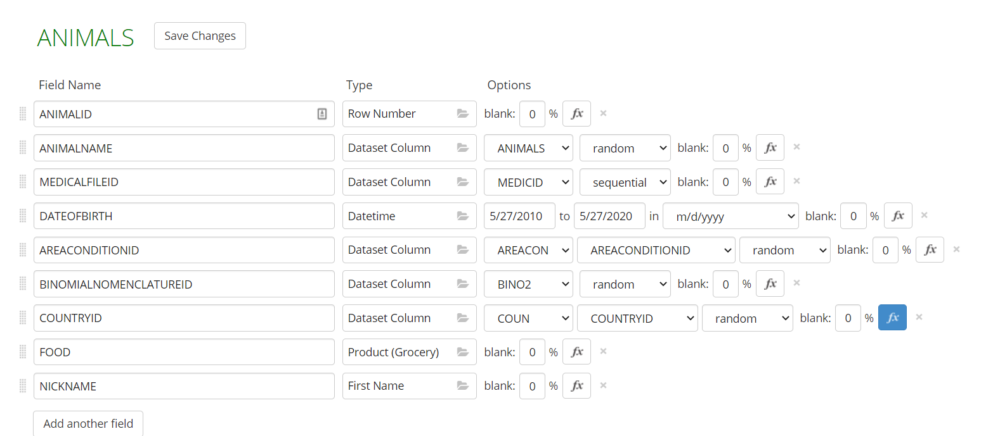 ANIMALS Save Changes
Field Name Type Options
ANIMALID Row Number blank: 0 % fx ×
ANIMALNAME Dataset Column ANIMALS random blank: 0 % fx ×
MEDICALFILEID Dataset Column MEDICID sequential blank: 0 % fx ×
DATEOFBIRTH Datetime 5/27/2010 to 5/27/2020 in m/d/yyyy blank: 0 % fx ×
AREACONDITIONID Dataset Column AREACON AREACONDITIONID random blank: 0 % fx ×
BINOMIALNOMENCLATUREID Dataset Column BINO2 random blank: 0 % fx ×
COUNTRYID Dataset Column COUN COUNTRYID random blank: 0 % fx ×
FOOD Product (Grocery) blank: 0 % fx ×
NICKNAME First Name blank: 0 % fx ×
Add another field